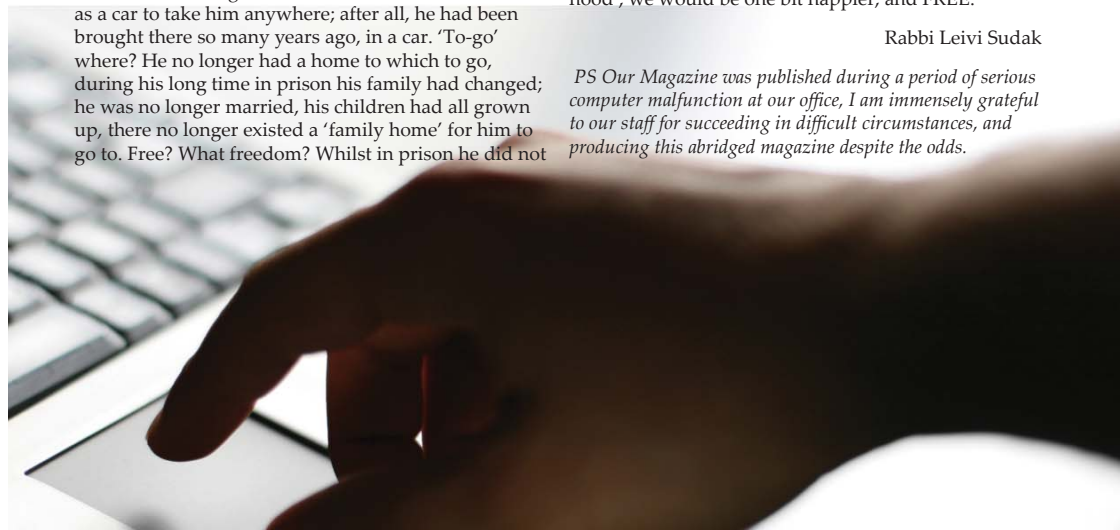 as a car to take him anywhere; after all, he had been
brought there so many years ago, in a car. ‘To-go’
where? He no longer had a home to which to go,
during his long time in prison his family had changed;
he was no longer married, his children had all grown
up, there no longer existed a ‘family home’ for him to
go to. Free? What freedom? Whilst in prison he did not
we would be one bit happier, and FREE.
Rabbi Leivi Sudak
PS Our Magazine was published during a period of serious
computer malfunction at our office, I am immensely grateful
to our staff for succeeding in difficult circumstances, and
producing this abridged magazine despite the odds.